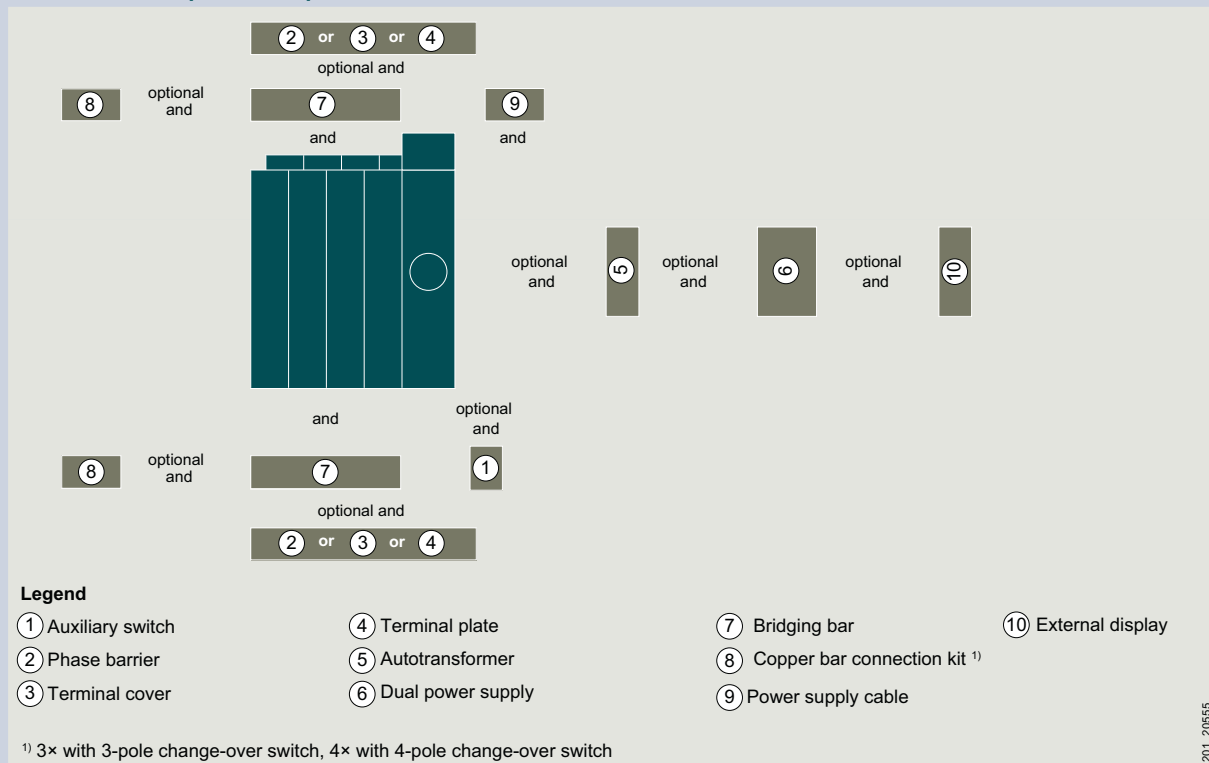 2 or 3 or 4
optional and
8 optional and 7 9
and and
optional and 5 optional and 6 optional and 10
and optional and
8 optional and 7 1
optional and
2 or 3 or 4
Legend
1 Auxiliary switch
2 Phase barrier
3 Terminal cover
4 Terminal plate
5 Autotransformer
6 Dual power supply
7 Bridging bar
8 Copper bar connection kit 1)
9 Power supply cable
10 External display
1) 3× with 3-pole change-over switch, 4× with 4-pole change-over switch
201_20555